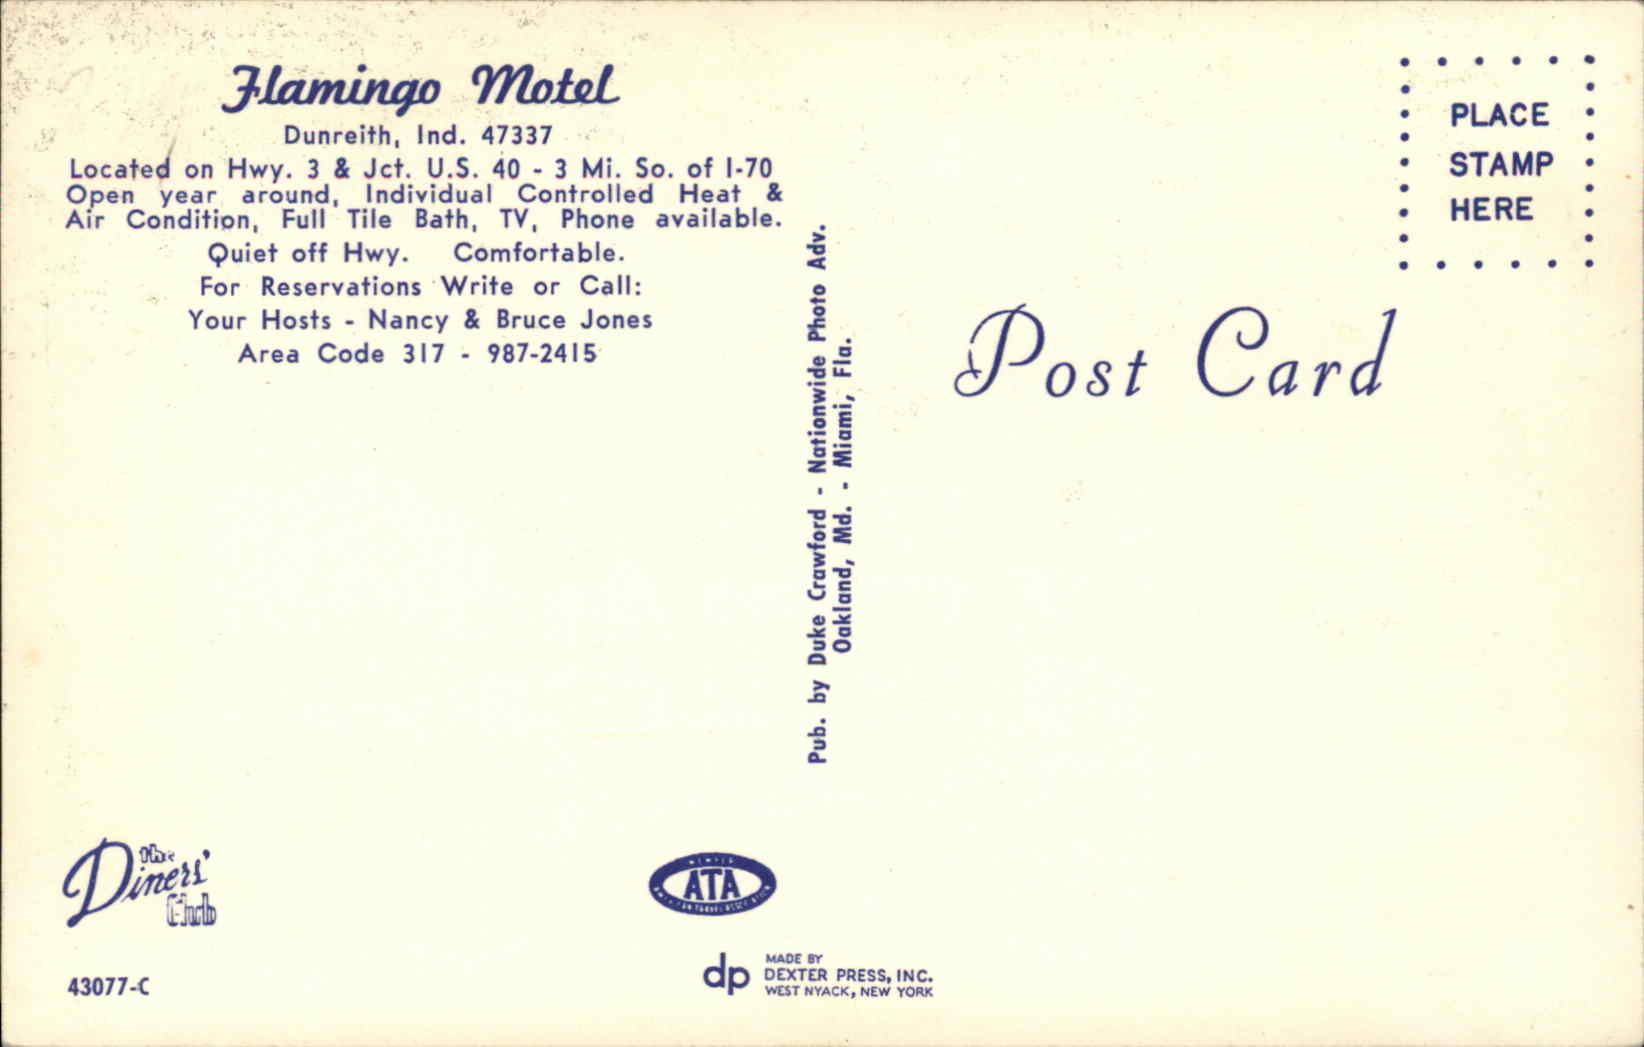 Flamingo Motel
Dunreith, Ind. 47337
Located on Hwy. 3 & Jct. U.S. 40 - 3 Mi. So. of I-70
Open year around, Individual Controlled Heat &
Air Condition, Full Tile Bath, TV, Phone available.
Quiet off Hwy. Comfortable.
For Reservations Write or Call:
Your Hosts - Nancy & Bruce Jones
Area Code 317 - 987-2415
Pub. by Duke Crawford - Nationwide Photo Adv.
Oakland, Md. - Miami, Fla.
PLACE
STAMP
HERE
Post Card
The
Diners'
Club
43077-C
MEMBER
ATA
dp
MADE BY
DEXTER PRESS, INC.
WEST NYACK, NEW YORK